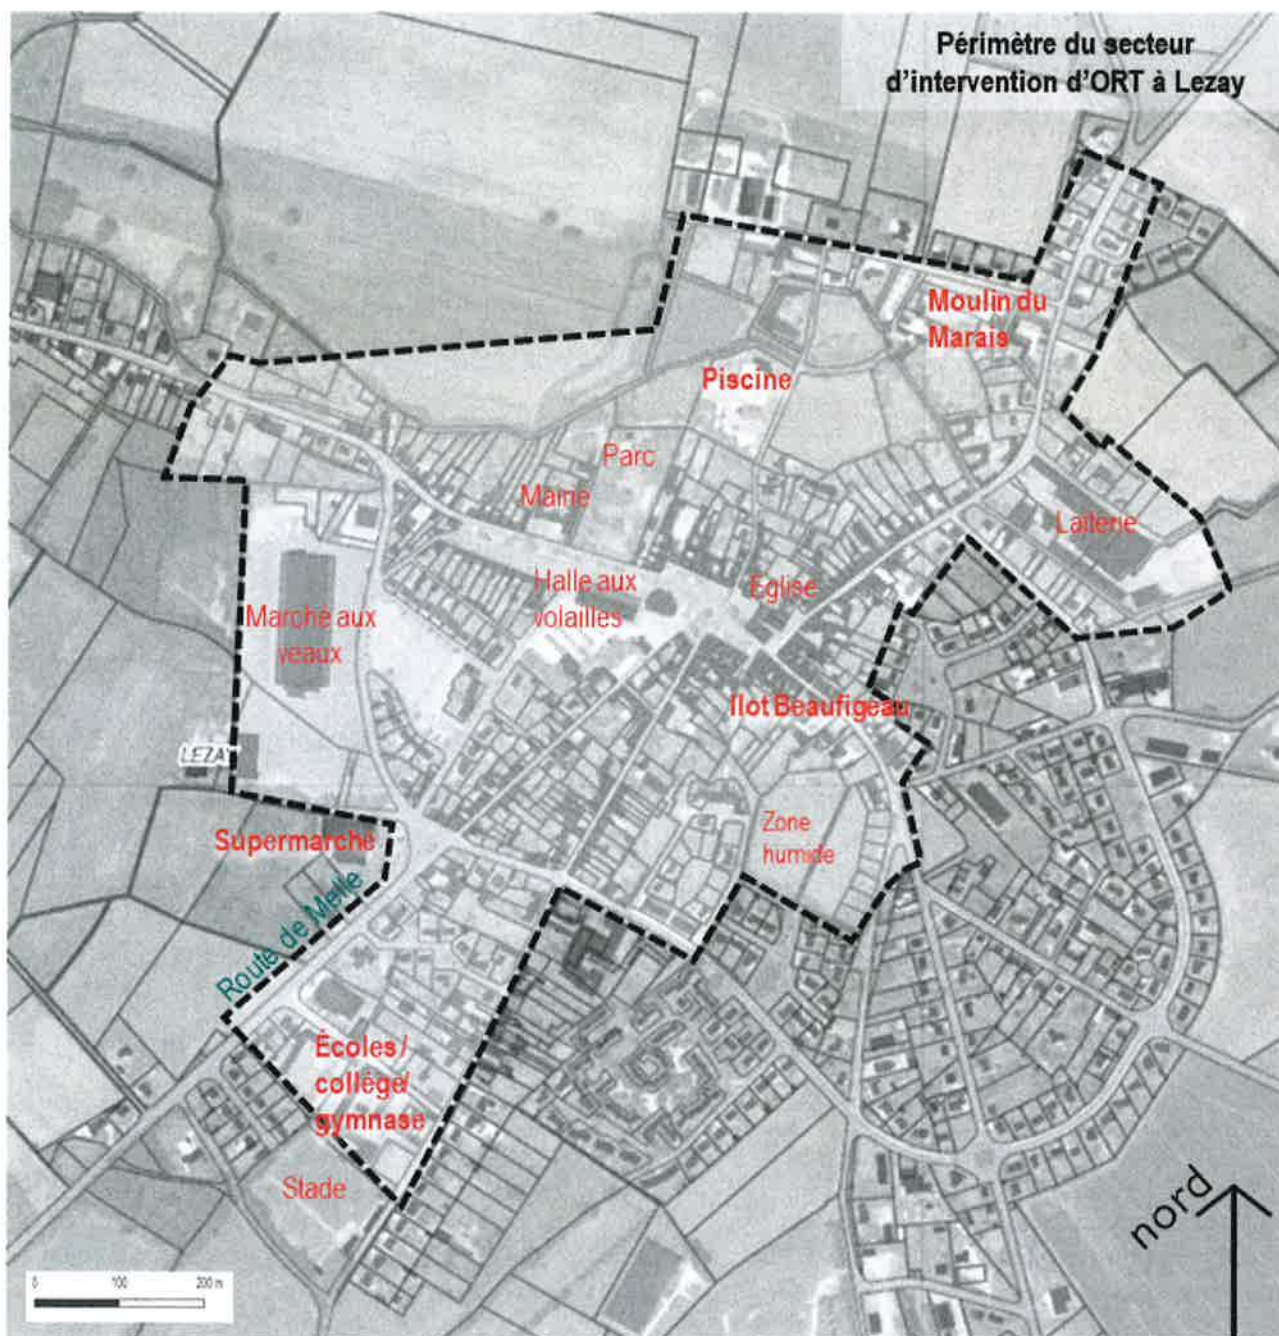 Périmètre du secteur
d'intervention d'ORT à Lezay
Moulin du
Marais
Piscine
Parc
Mairie
Laiterie
Halle aux
volailles
Eglise
Marché aux
veaux
Ilot Beaufigeau
LEZAY
Supermarché
Zone
humide
Route de Melle
Écoles/
collége/
gymnase
Stade
nord
0 100 200 m